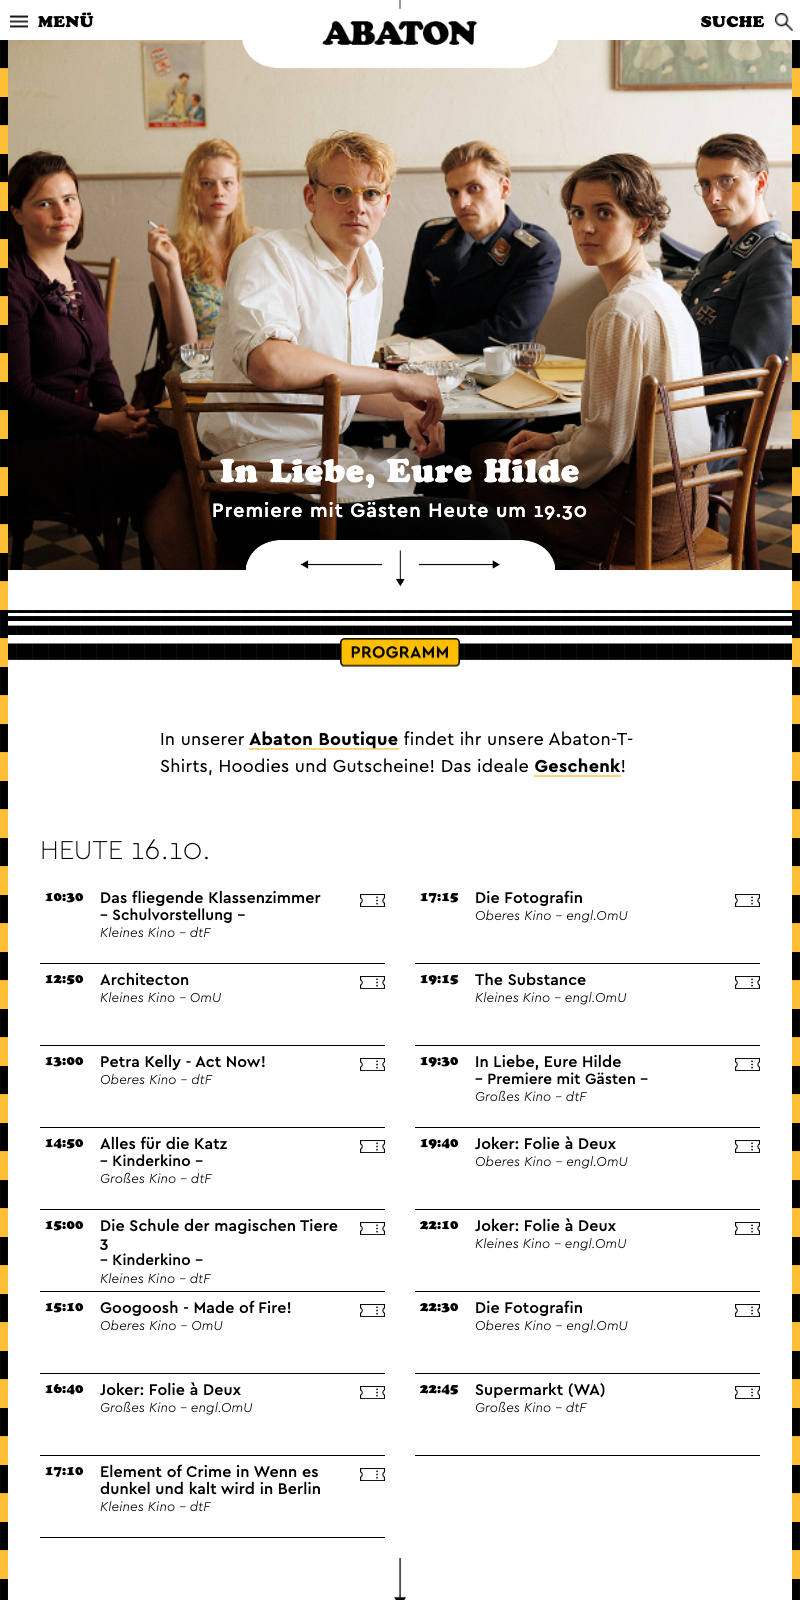 MENÜ
ABATON
SUCHE
In Liebe, Eure Hilde
Premiere mit Gästen Heute um 19.30
PROGRAMM
In unserer Abaton Boutique findet ihr unsere Abaton-T-
Shirts, Hoodies und Gutscheine! Das ideale Geschenk!
HEUTE 16.10.
10:30 Das fliegende Klassenzimmer
– Schulvorstellung –
Kleines Kino – dtF
12:50 Architecton
Kleines Kino – OmU
13:00 Petra Kelly - Act Now!
Oberes Kino – dtF
14:50 Alles für die Katz
– Kinderkino –
Großes Kino – dtF
15:00 Die Schule der magischen Tiere
3
– Kinderkino –
Kleines Kino – dtF
15:10 Googoosh - Made of Fire!
Oberes Kino – OmU
16:40 Joker: Folie à Deux
Großes Kino – engl.OmU
17:10 Element of Crime in Wenn es
dunkel und kalt wird in Berlin
Kleines Kino – dtF
17:15 Die Fotografin
Oberes Kino – engl.OmU
19:15 The Substance
Kleines Kino – engl.OmU
19:30 In Liebe, Eure Hilde
– Premiere mit Gästen –
Großes Kino – dtF
19:40 Joker: Folie à Deux
Oberes Kino – engl.OmU
22:10 Joker: Folie à Deux
Kleines Kino – engl.OmU
22:30 Die Fotografin
Oberes Kino – engl.OmU
22:45 Supermarkt (WA)
Großes Kino – dtF